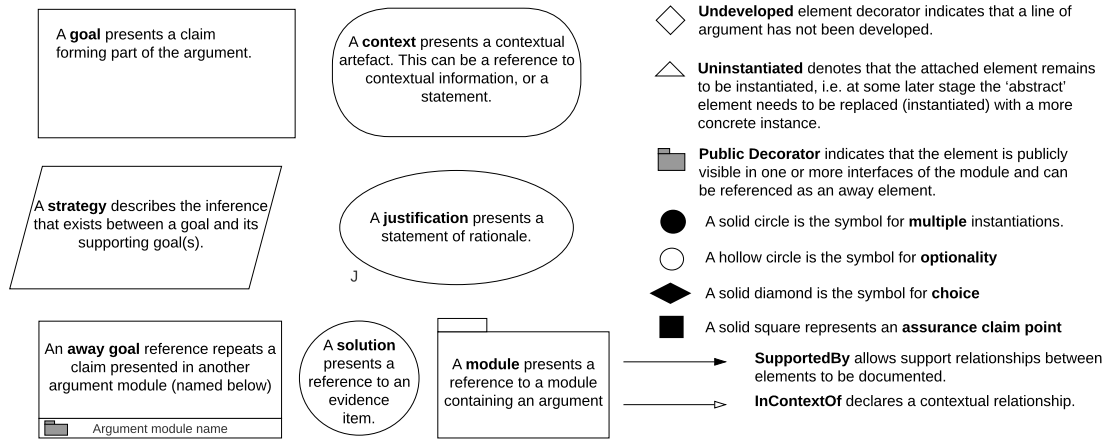 A goal presents a claim
forming part of the argument.
A context presents a contextual
artefact. This can be a reference to
contextual information, or a
statement.
A strategy describes the inference
that exists between a goal and its
supporting goal(s).
A justification presents a
statement of rationale.
J
An away goal reference repeats a
claim presented in another
argument module (named below)
Argument module name
A solution
presents a
reference to an
evidence
item.
A module presents a
reference to a module
containing an argument
Undeveloped element decorator indicates that a line of
argument has not been developed.
Uninstantiated denotes that the attached element remains
to be instantiated, i.e. at some later stage the ‘abstract’
element needs to be replaced (instantiated) with a more
concrete instance.
Public Decorator indicates that the element is publicly
visible in one or more interfaces of the module and can
be referenced as an away element.
A solid circle is the symbol for multiple instantiations.
A hollow circle is the symbol for optionality
A solid diamond is the symbol for choice
A solid square represents an assurance claim point
SupportedBy allows support relationships between
elements to be documented.
InContextOf declares a contextual relationship.